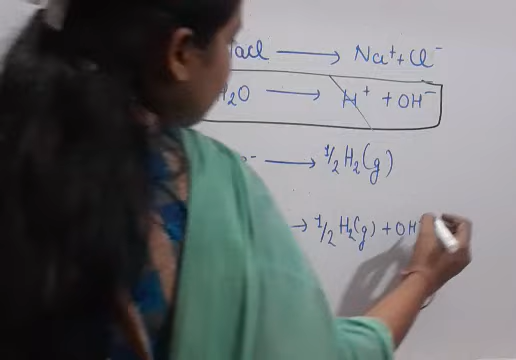 Nacl ⟶ Na⁺ + Cl⁻
H₂O ⟶ H⁺ + OH⁻
e⁻ ⟶ 1/2 H₂(g)
→ 1/2 H₂(g) + OH